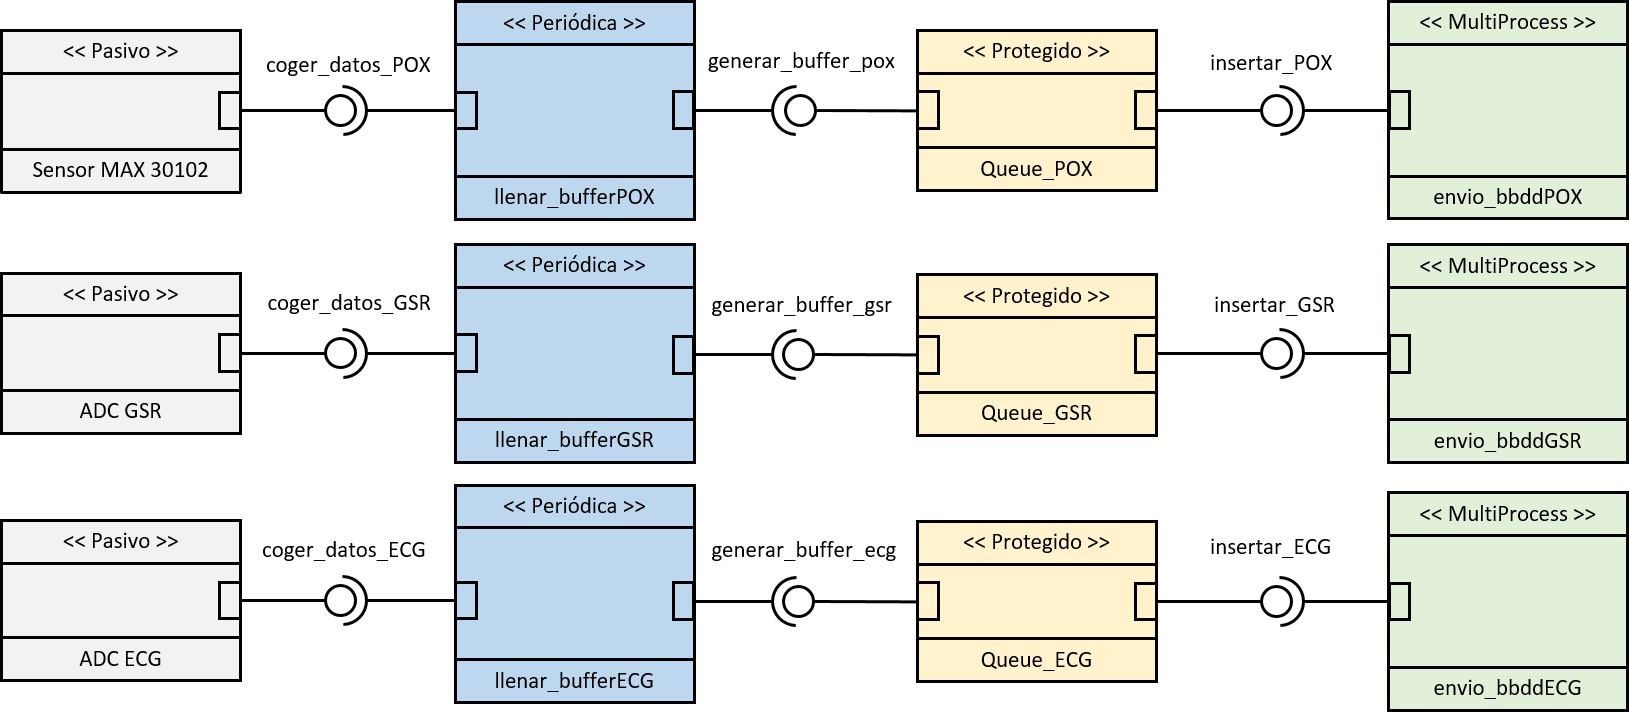 << Pasivo >>
Sensor MAX 30102
coger_datos_POX
<< Periódica >>
llenar_bufferPOX
generar_buffer_pox
<< Protegido >>
Queue_POX
insertar_POX
<< MultiProcess >>
envio_bbddPOX
<< Pasivo >>
ADC GSR
coger_datos_GSR
<< Periódica >>
llenar_bufferGSR
generar_buffer_gsr
<< Protegido >>
Queue_GSR
insertar_GSR
<< MultiProcess >>
envio_bbddGSR
<< Pasivo >>
ADC ECG
coger_datos_ECG
<< Periódica >>
llenar_bufferECG
generar_buffer_ecg
<< Protegido >>
Queue_ECG
insertar_ECG
<< MultiProcess >>
envio_bbddECG